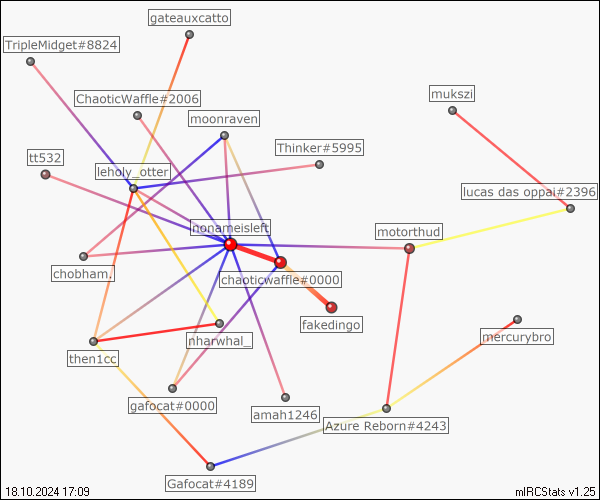 gateauxcatto
TripleMidget#8824
ChaoticWaffle#2006
mukszi
moonraven
Thinker#5995
tt532
leholy_otter
lucas das oppai#2396
nonameisleft
motorthud
chobham,
chaoticwaffle#0000
fakedingo
mercurybro
nharwhal_
then1cc
gafocat#0000
amah1246
Azure Reborn#4243
Gafocat#4189
18.10.2024 17:09
mIRCStats v1.25